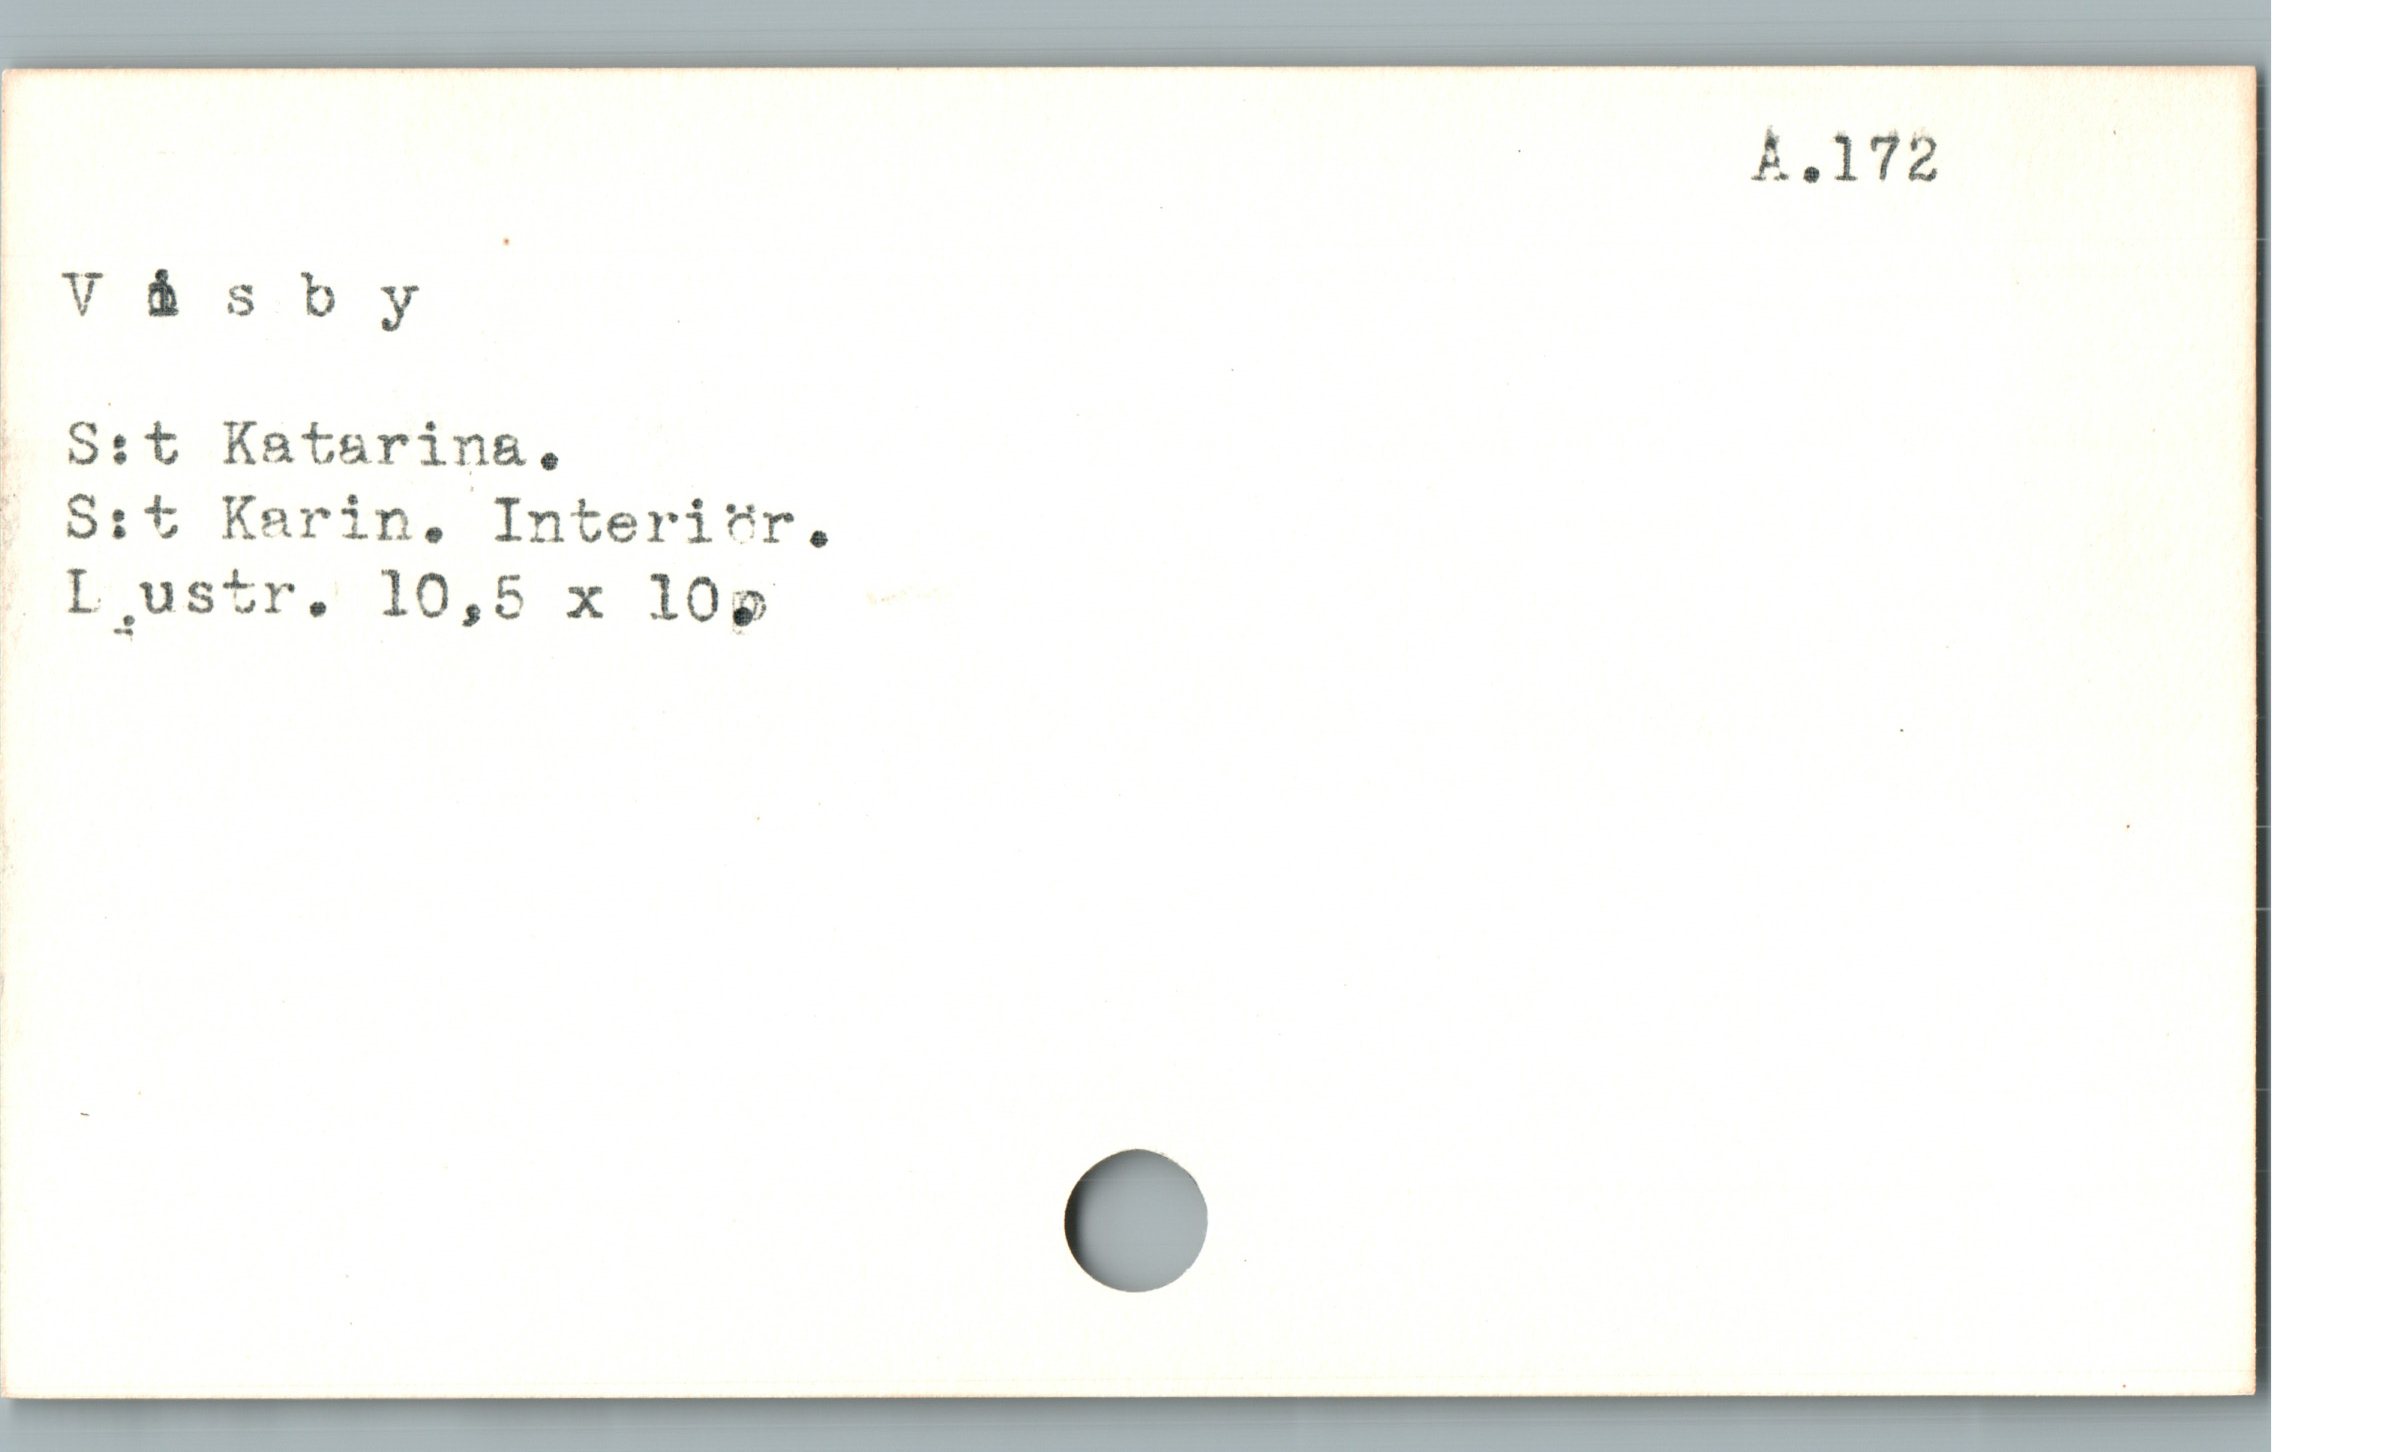 A.172
V i s b y
S:t Katarina.
S:t Karin. Interiör.
L.ustr. 10,5 x 10.